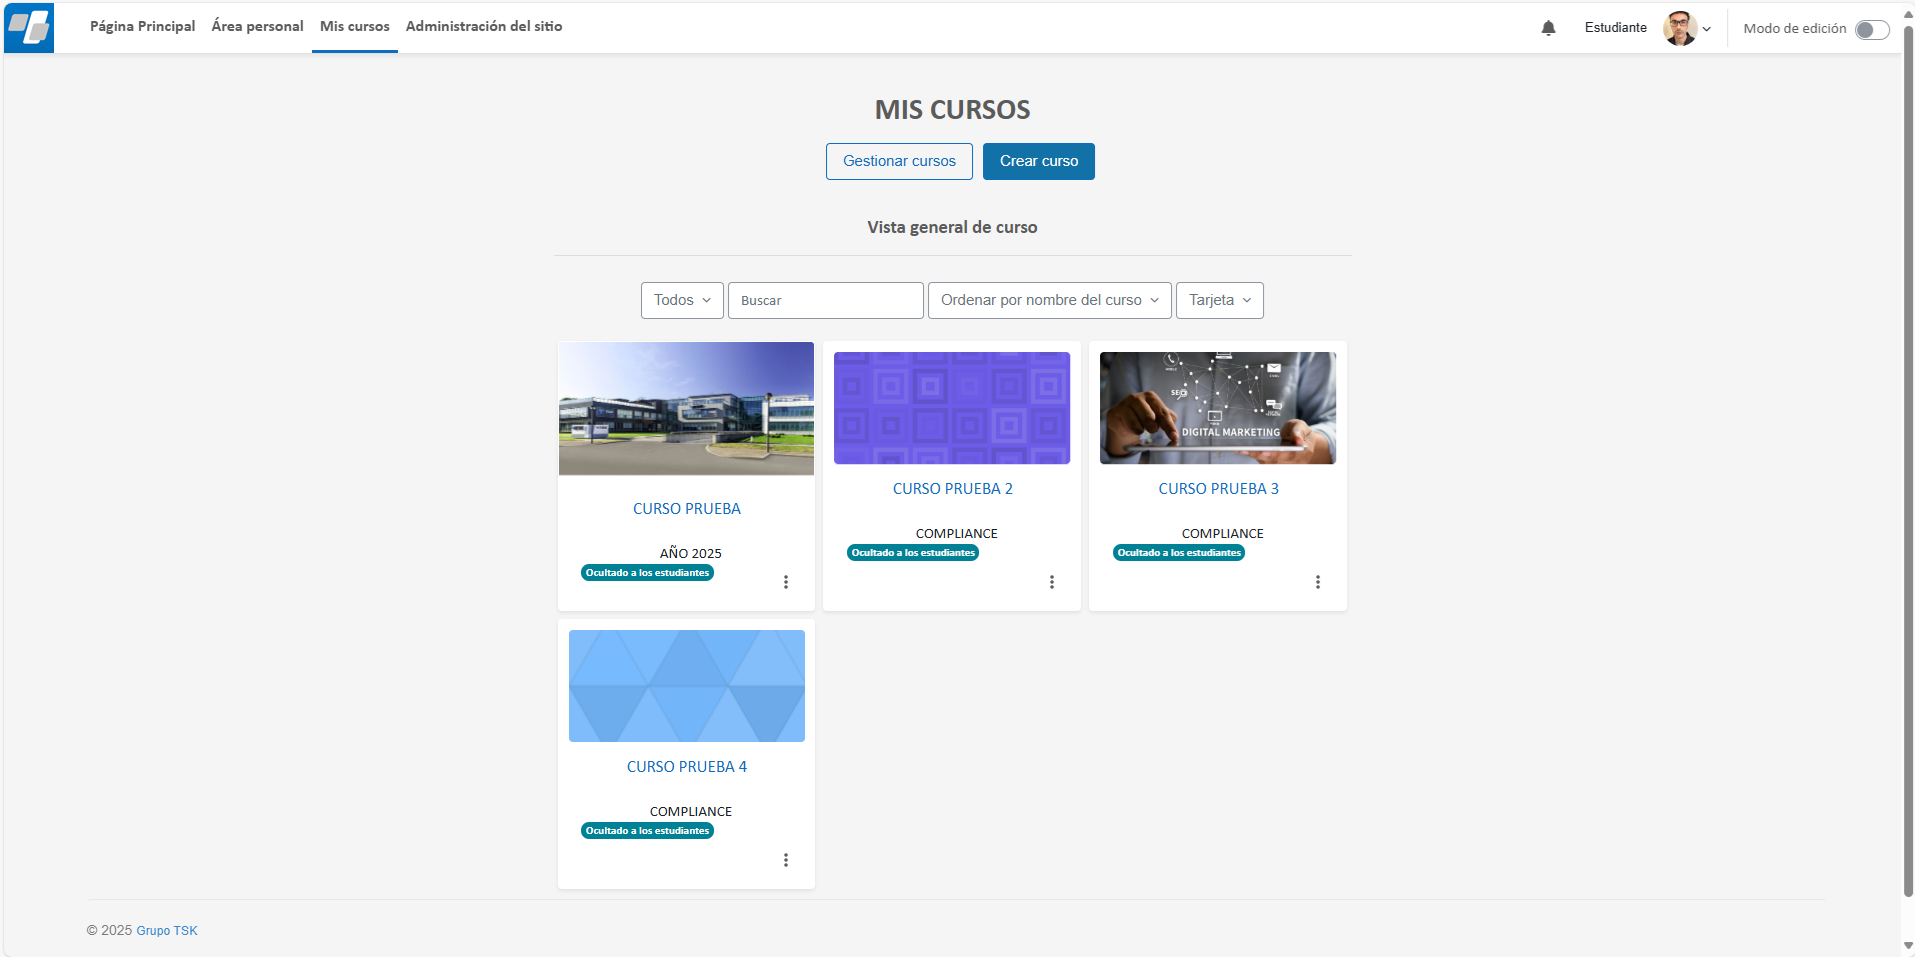 Página Principal Área personal Mis cursos Administración del sitio Estudiante Modo de edición
MIS CURSOS
Gestionar cursos Crear curso
Vista general de curso
Todos Buscar Ordenar por nombre del curso Tarjeta
SEO
DIGITAL MARKETING
CURSO PRUEBA
AÑO 2025
Ocultado a los estudiantes
CURSO PRUEBA 2
COMPLIANCE
Ocultado a los estudiantes
CURSO PRUEBA 3
COMPLIANCE
Ocultado a los estudiantes
CURSO PRUEBA 4
COMPLIANCE
Ocultado a los estudiantes
© 2025 Grupo TSK